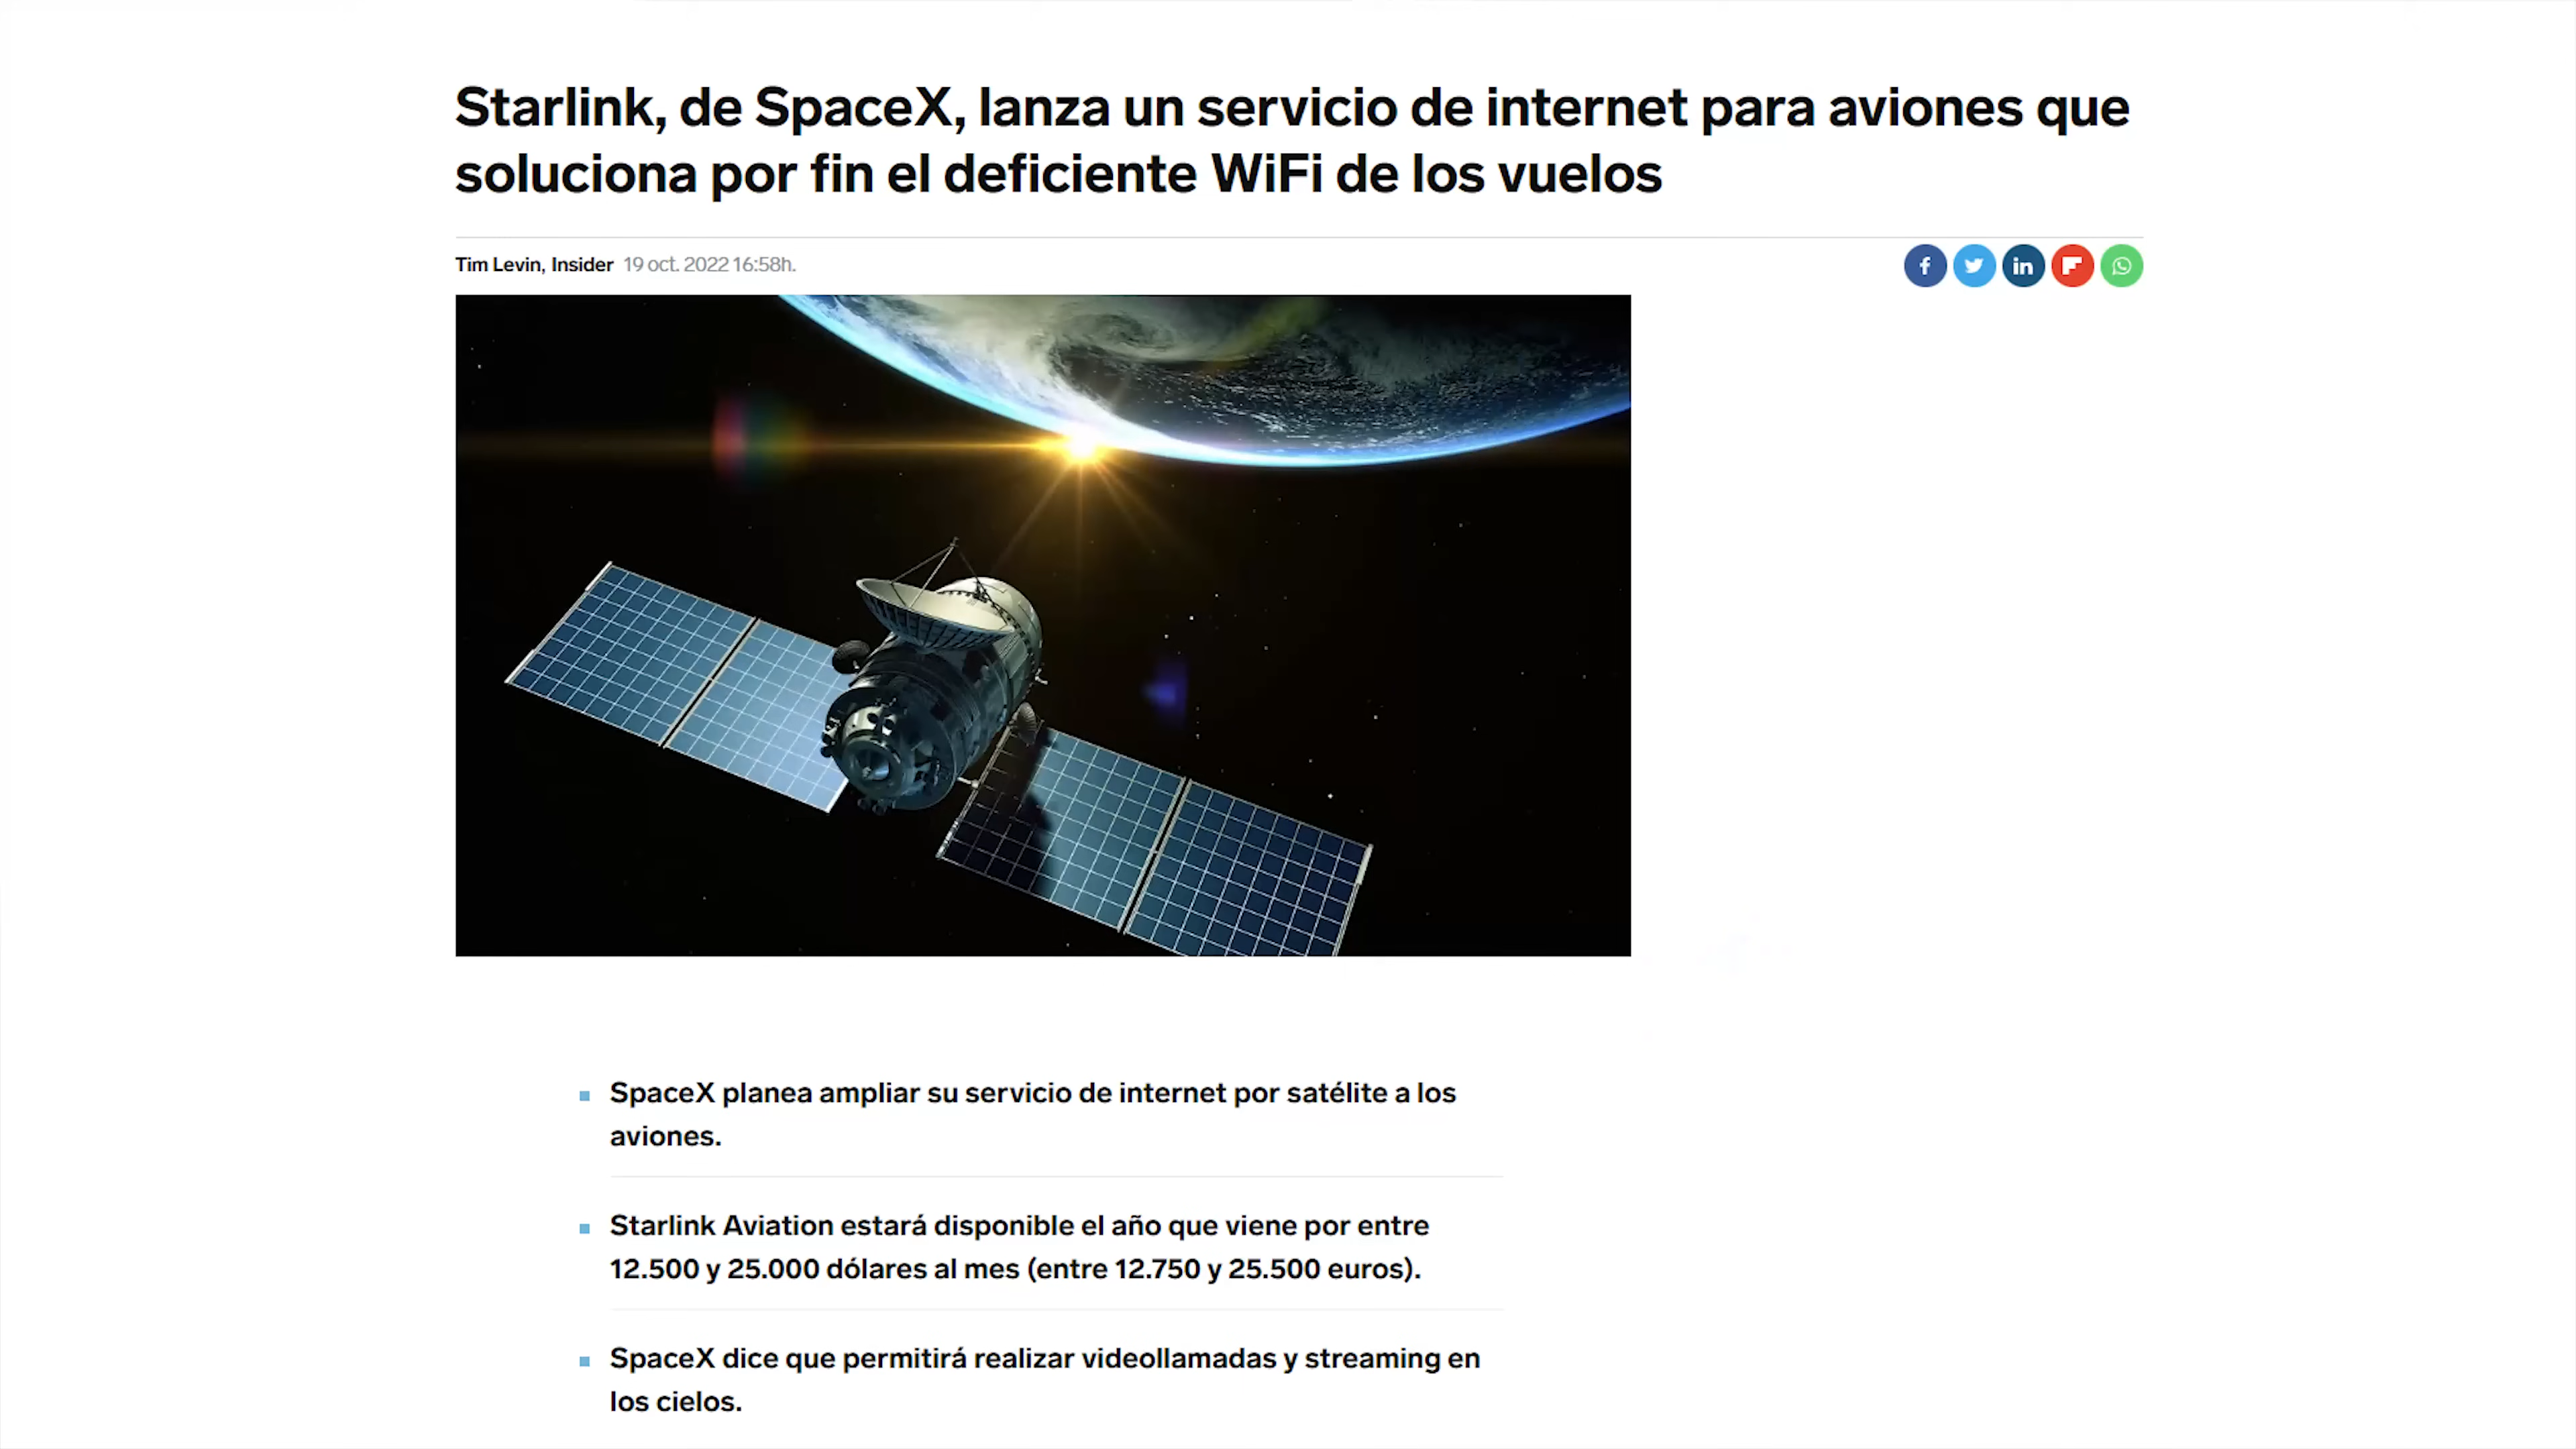 Starlink, de SpaceX, lanza un servicio de internet para aviones que
soluciona por fin el deficiente WiFi de los vuelos
Tim Levin, Insider 19 oct. 2022 16:58h.
SpaceX planea ampliar su servicio de internet por satélite a los
aviones.
Starlink Aviation estará disponible el año que viene por entre
12.500 y 25.000 dólares al mes (entre 12.750 y 25.500 euros).
SpaceX dice que permitirá realizar videollamadas y streaming en
los cielos.